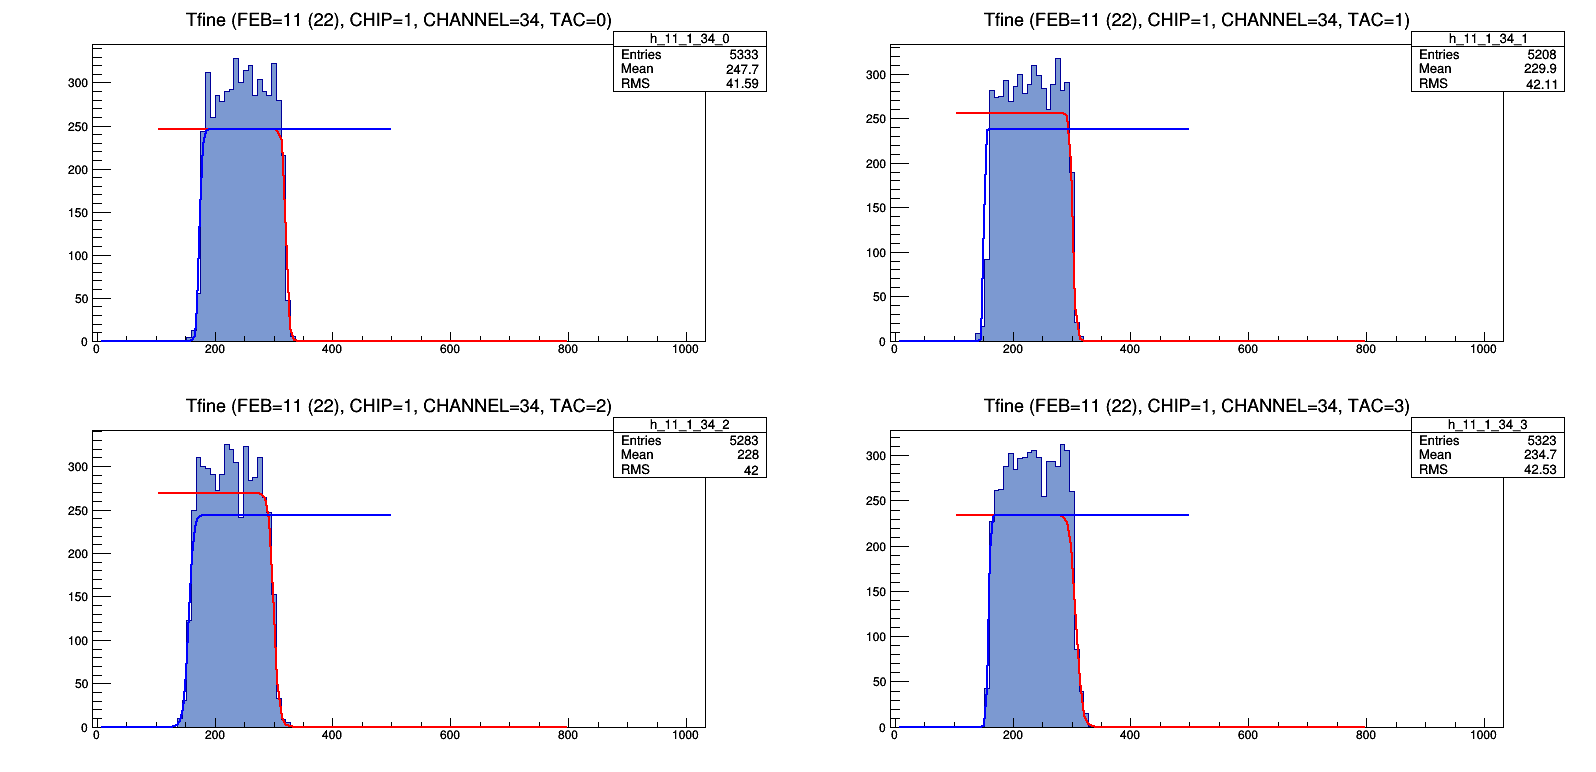 Tfine (FEB=11 (22), CHIP=1, CHANNEL=34, TAC=0)
h_11_1_34_0
Entries 5333
Mean 247.7
RMS 41.59
300
250
200
150
100
50
0
0 200 400 600 800 1000
Tfine (FEB=11 (22), CHIP=1, CHANNEL=34, TAC=1)
h_11_1_34_1
Entries 5208
Mean 229.9
RMS 42.11
300
250
200
150
100
50
0
0 200 400 600 800 1000
Tfine (FEB=11 (22), CHIP=1, CHANNEL=34, TAC=2)
h_11_1_34_2
Entries 5283
Mean 228
RMS 42
300
250
200
150
100
50
0
0 200 400 600 800 1000
Tfine (FEB=11 (22), CHIP=1, CHANNEL=34, TAC=3)
h_11_1_34_3
Entries 5323
Mean 234.7
RMS 42.53
300
250
200
150
100
50
0
0 200 400 600 800 1000